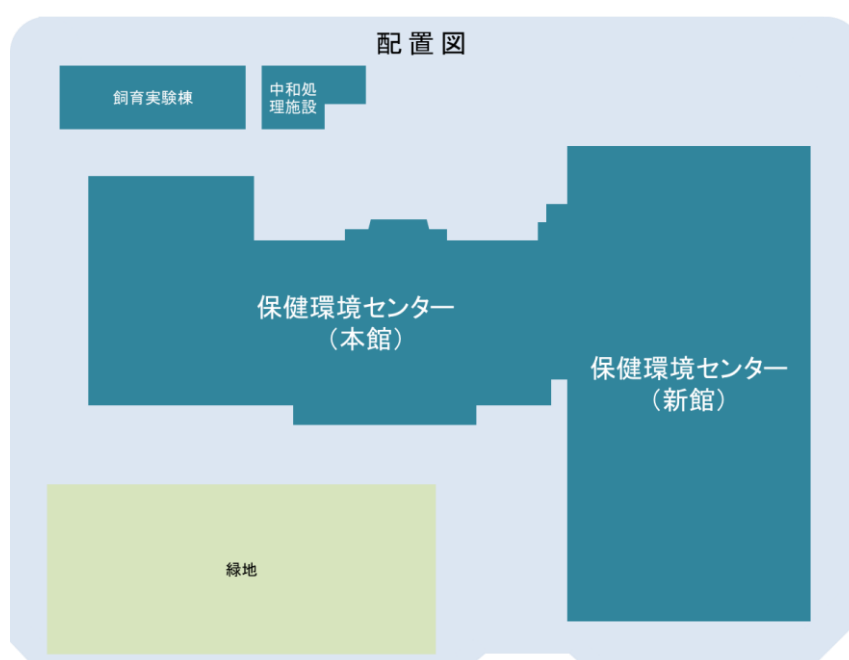 配置図
飼育実験棟
中和処
理施設
保健環境センター
（本館）
保健環境センター
（新館）
緑地